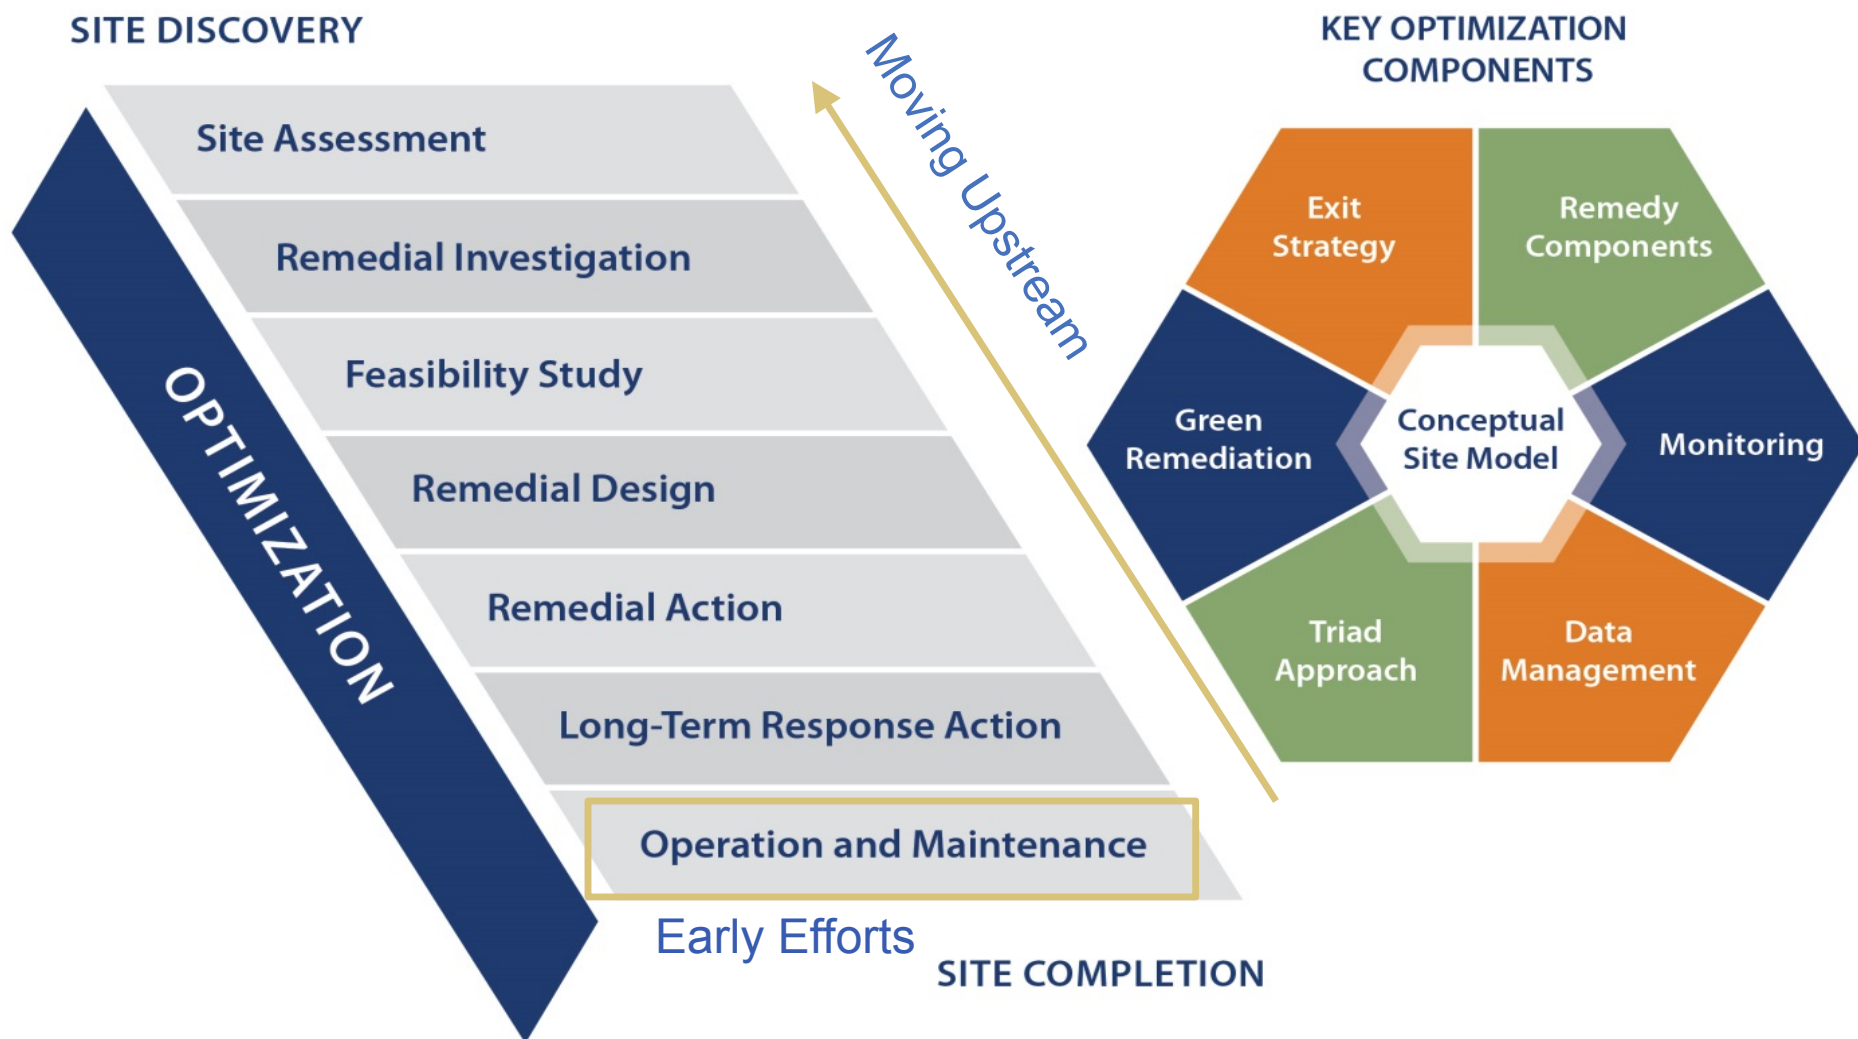 SITE DISCOVERY
Site Assessment
Remedial Investigation
Feasibility Study
Remedial Design
Remedial Action
Long-Term Response Action
Operation and Maintenance
OPTIMIZATION
Early Efforts
SITE COMPLETION
Moving Upstream
KEY OPTIMIZATION
COMPONENTS
Exit
Strategy
Remedy
Components
Green
Remediation
Conceptual
Site Model
Monitoring
Triad
Approach
Data
Management